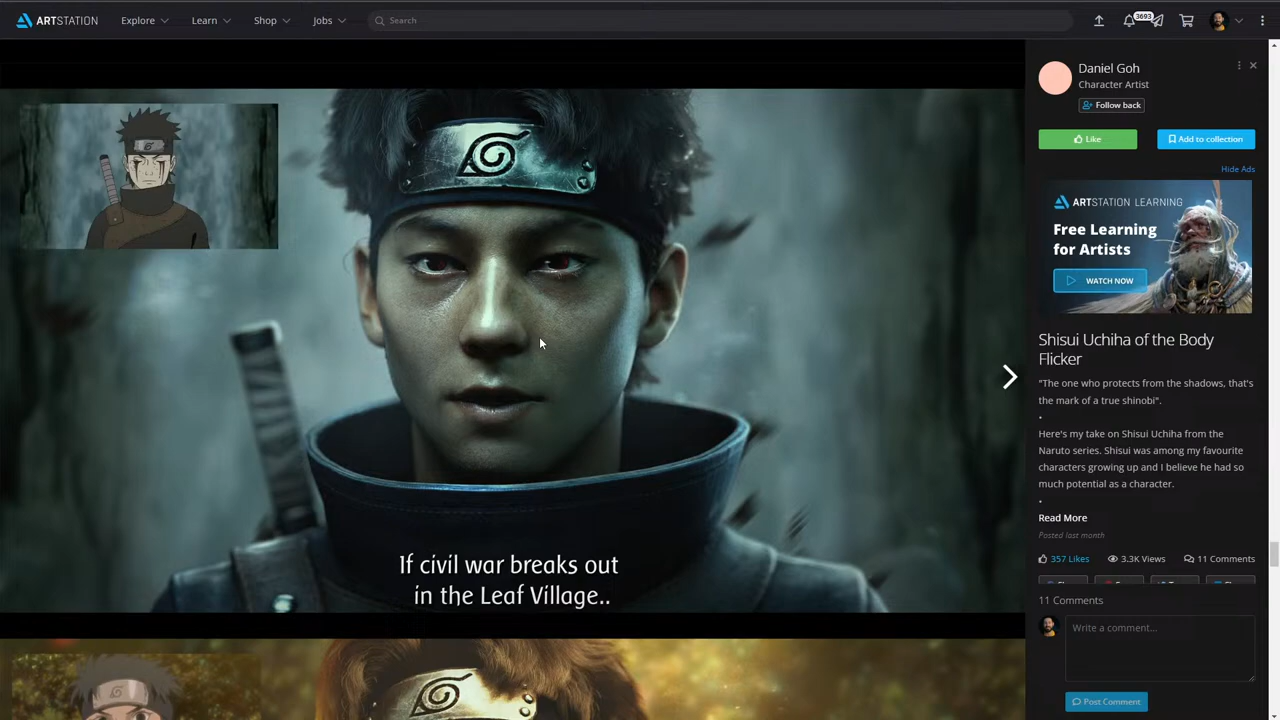 ARTSTATION
Explore
Learn
Shop
Jobs
Search
3693
Daniel Goh
Character Artist
Follow back
Like
Add to collection
Hide Ads
ARTSTATION LEARNING
Free Learning
for Artists
WATCH NOW
Shisui Uchiha of the Body
Flicker
"The one who protects from the shadows, that's
the mark of a true shinobi".
•
Here's my take on Shisui Uchiha from the
Naruto series. Shisui was among my favourite
characters growing up and I believe he had so
much potential as a character.
•
Read More
Posted last month
357 Likes
3.3K Views
11 Comments
11 Comments
Write a comment...
Post Comment
If civil war breaks out
in the Leaf Village..